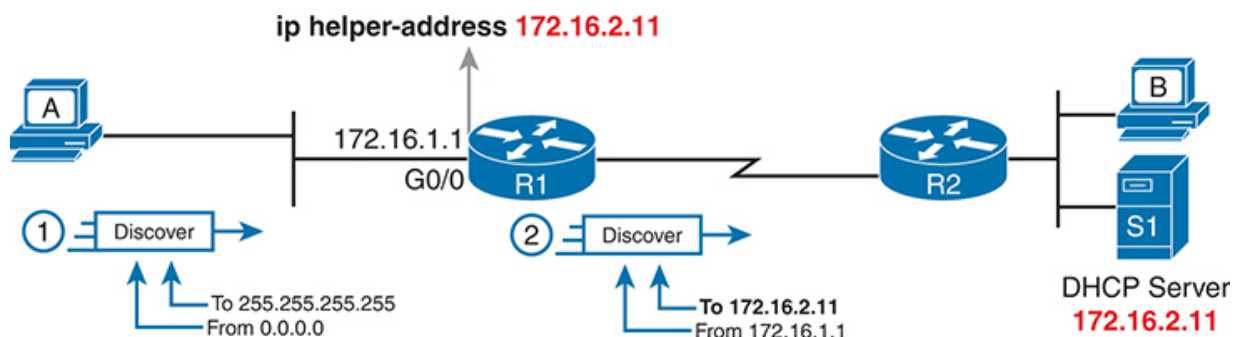 ip helper-address 172.16.2.11
A
B
172.16.1.1
G0/0
R1
R2
S1
1
Discover
2
Discover
To 255.255.255.255
From 0.0.0.0
To 172.16.2.11
From 172.16.1.1
DHCP Server
172.16.2.11